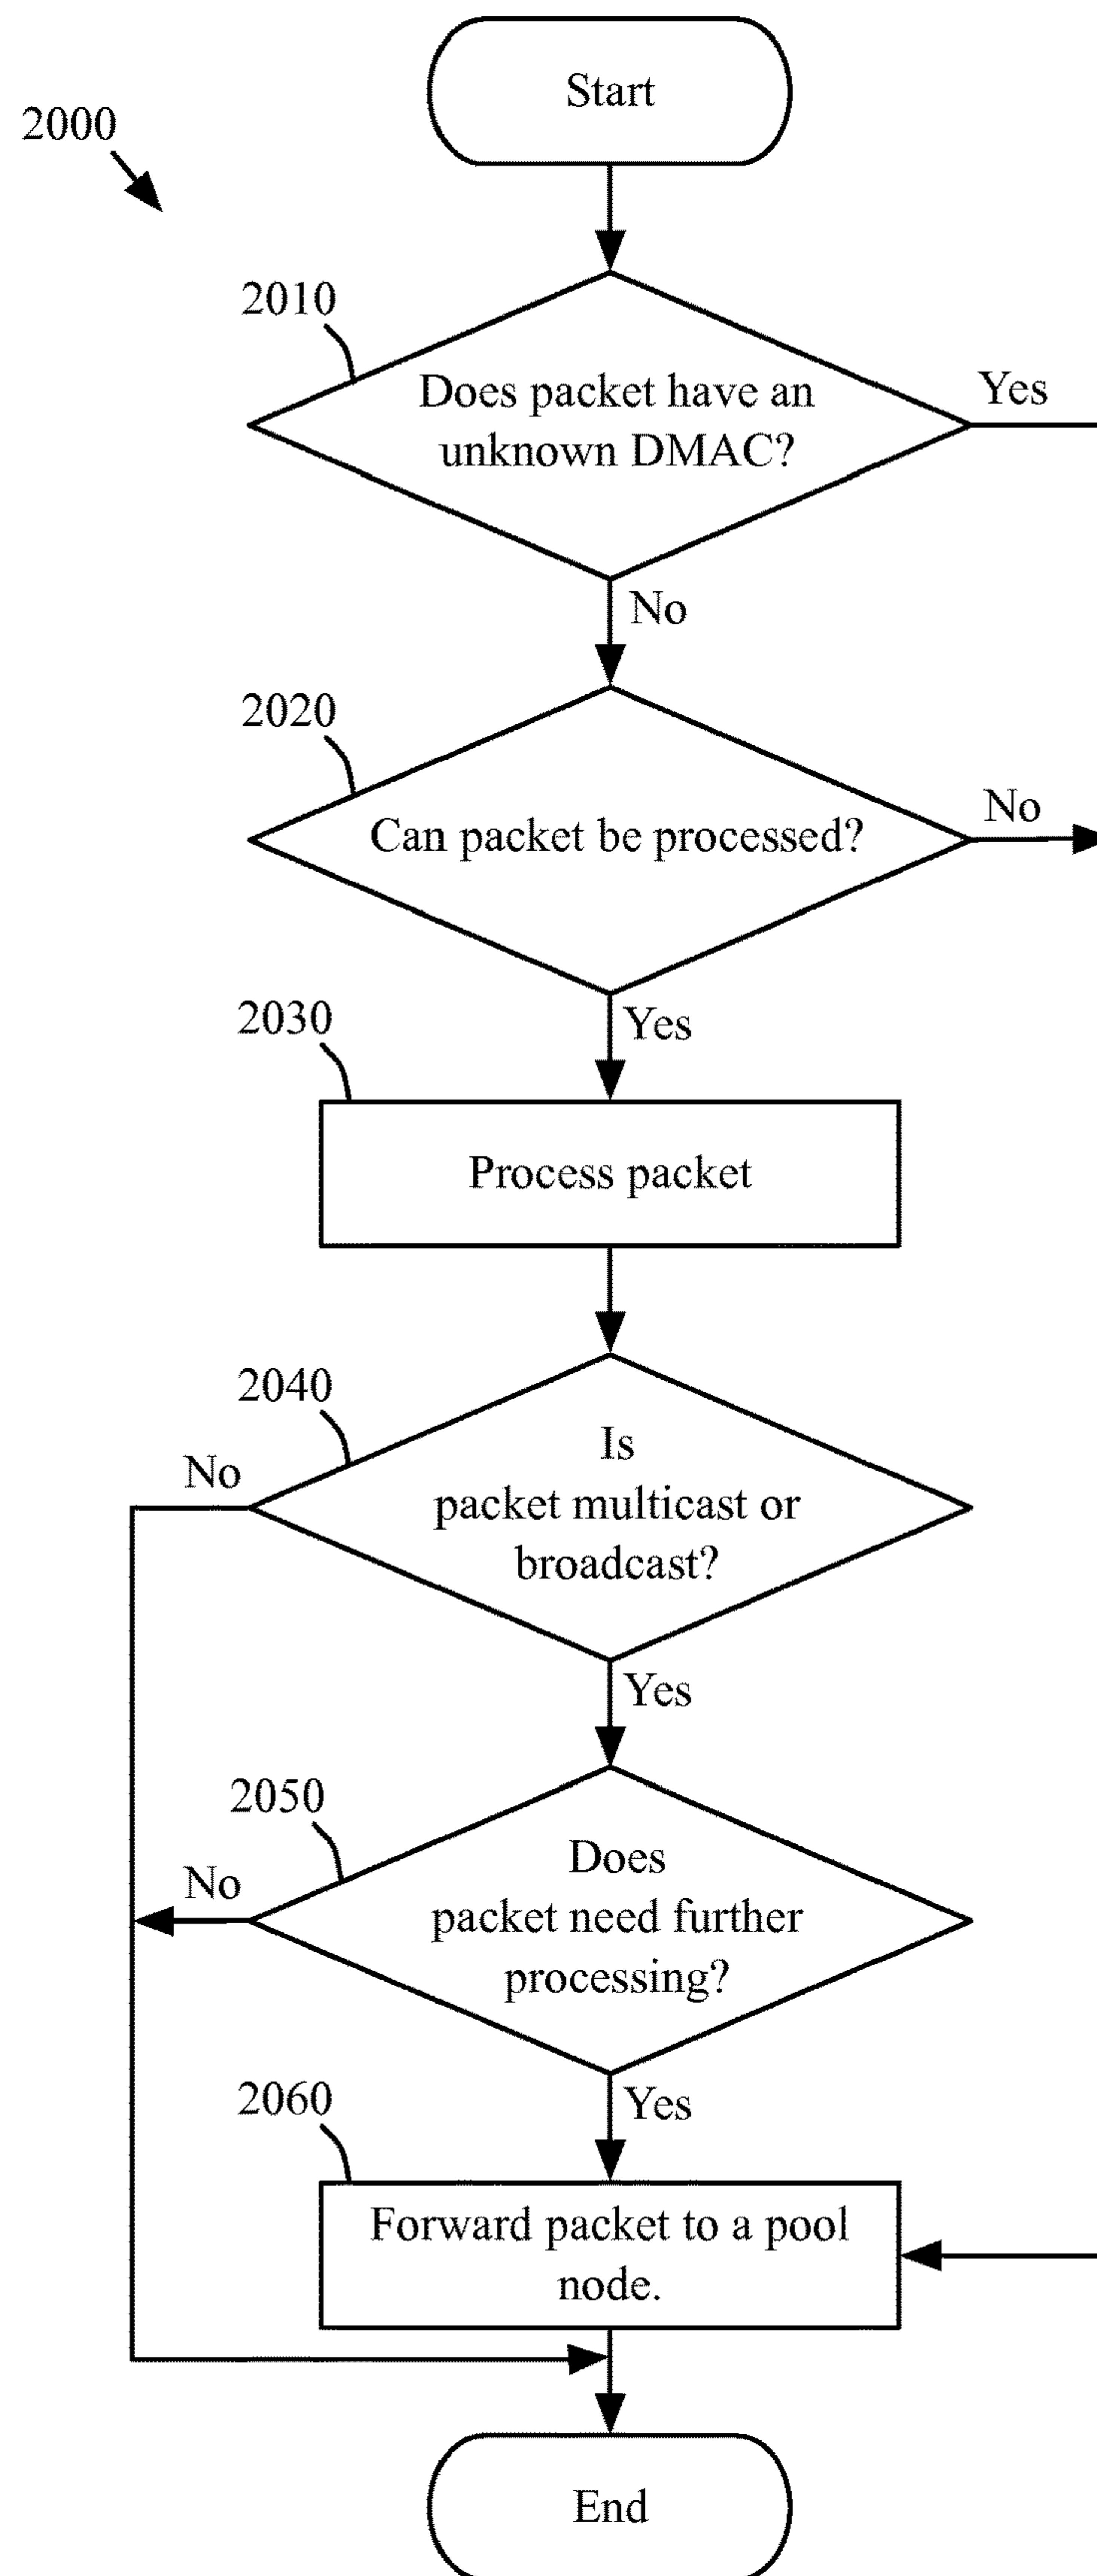 Start
2000
2010
Does packet have an
unknown DMAC?
Yes
No
2020
Can packet be processed?
No
Yes
2030
Process packet
2040
Is
packet multicast or
broadcast?
No
Yes
2050
Does
packet need further
processing?
No
Yes
2060
Forward packet to a pool
node.
End